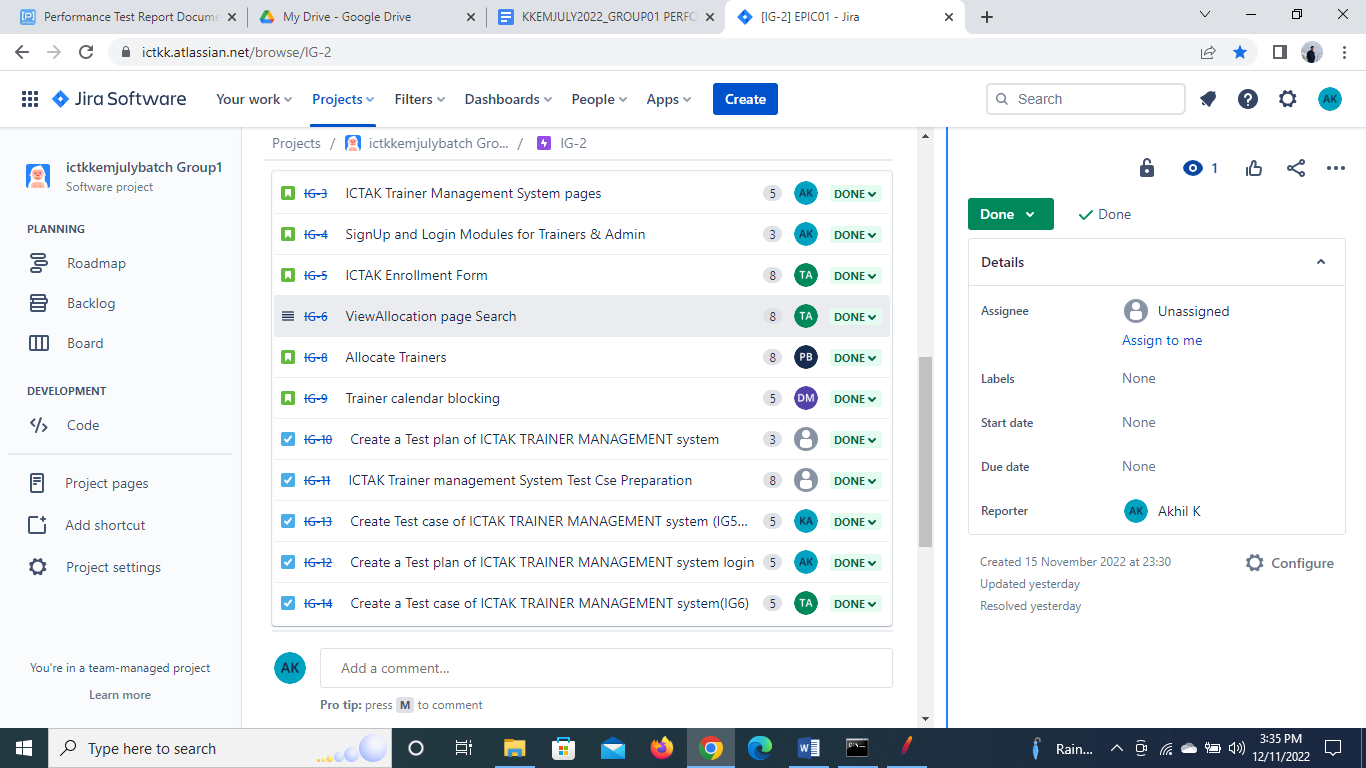 Performance Test Report Docume
My Drive - Google Drive
KKEMJULY2022_GROUP01 PERFO
[IG-2] EPIC01 - Jira
ictkk.atlassian.net/browse/IG-2
Jira Software
Your work
Projects
Filters
Dashboards
People
Apps
Create
Search
AK
ictkkemjulybatch Group1
Software project
PLANNING
Roadmap
Backlog
Board
DEVELOPMENT
Code
Project pages
Add shortcut
Project settings
You're in a team-managed project
Learn more
Projects / ictkkemjulybatch Gro... / IG-2
IG-3 ICTAK Trainer Management System pages 5 AK DONE
IG-4 SignUp and Login Modules for Trainers & Admin 3 AK DONE
IG-5 ICTAK Enrollment Form 8 TA DONE
IG-6 ViewAllocation page Search 8 TA DONE
IG-8 Allocate Trainers 8 PB DONE
IG-9 Trainer calendar blocking 5 DM DONE
IG-10 Create a Test plan of ICTAK TRAINER MANAGEMENT system 3 DONE
IG-11 ICTAK Trainer management System Test Cse Preparation 8 DONE
IG-13 Create Test case of ICTAK TRAINER MANAGEMENT system (IG5... 5 KA DONE
IG-12 Create a Test plan of ICTAK TRAINER MANAGEMENT system login 5 AK DONE
IG-14 Create a Test case of ICTAK TRAINER MANAGEMENT system(IG6) 5 TA DONE
AK Add a comment...
Pro tip: press M to comment
1
Done
Done
Details
Assignee Unassigned
Assign to me
Labels None
Start date None
Due date None
Reporter AK Akhil K
Created 15 November 2022 at 23:30
Configure
Updated yesterday
Resolved yesterday
Type here to search
Rain...
3:35 PM
12/11/2022